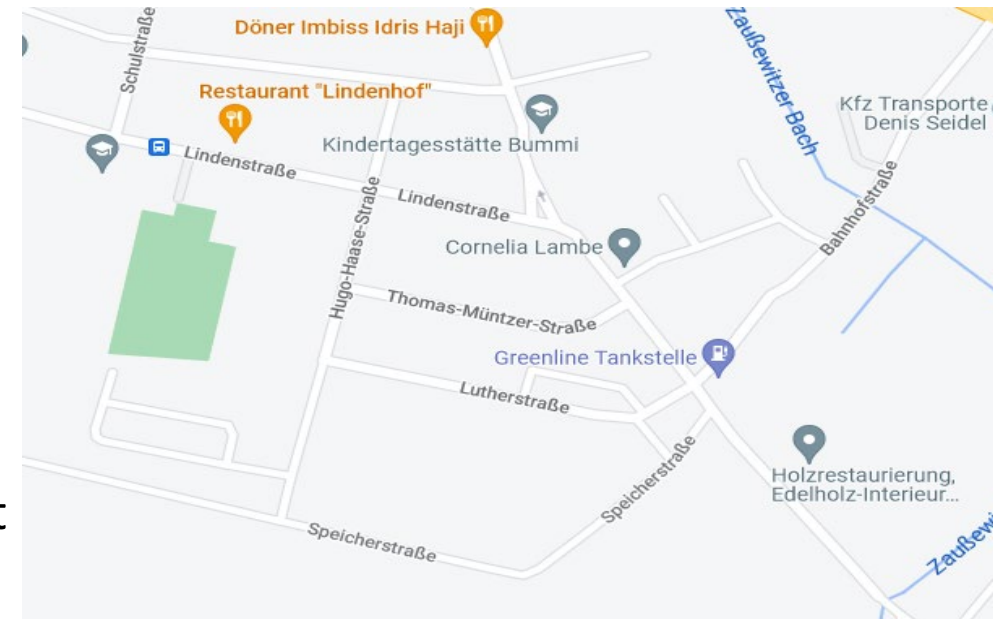 Döner Imbiss Idris Haji
Schulstraße
Zaußewitzer Bach
Restaurant "Lindenhof"
Kfz Transporte
Denis Seidel
Kindertagesstätte Bummi
Lindenstraße
Lindenstraße
Hugo-Haase-Straße
Bahnhofstraße
Cornelia Lambe
Thomas-Müntzer-Straße
Greenline Tankstelle
Lutherstraße
Speicherstraße
Holzrestaurierung,
Edelholz-Interieur...
t
Speicherstraße
Zaußewi